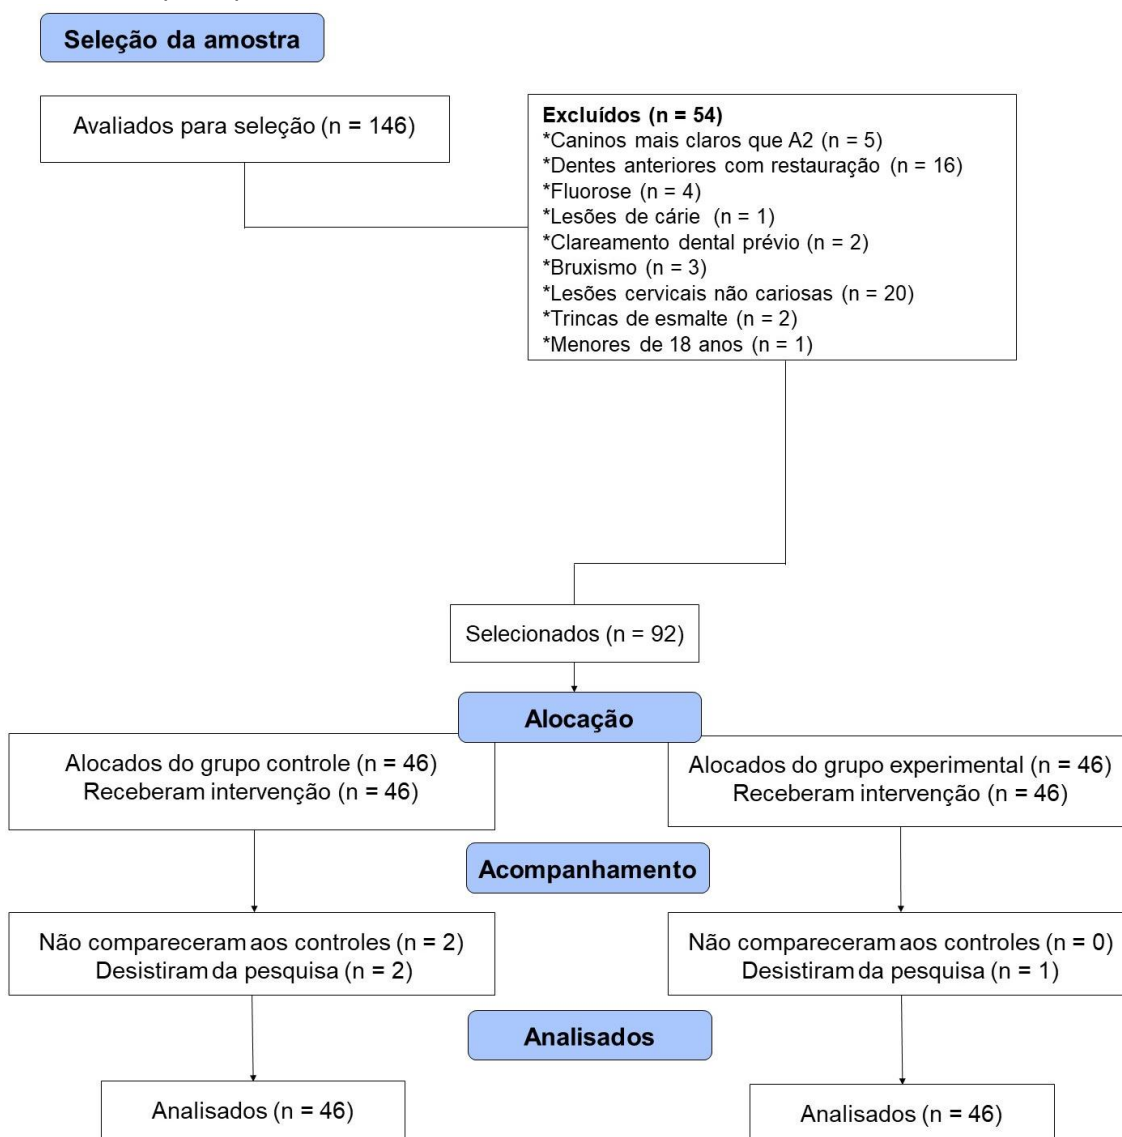 Seleção da amostra
Avaliados para seleção (n = 146)
Excluídos (n = 54)
*Caninos mais claros que A2 (n = 5)
*Dentes anteriores com restauração (n = 16)
*Fluorose (n = 4)
*Lesões de cárie (n = 1)
*Clareamento dental prévio (n = 2)
*Bruxismo (n = 3)
*Lesões cervicais não cariosas (n = 20)
*Trincas de esmalte (n = 2)
*Menores de 18 anos (n = 1)
Selecionados (n = 92)
Alocação
Alocados do grupo controle (n = 46)
Receberam intervenção (n = 46)
Alocados do grupo experimental (n = 46)
Receberam intervenção (n = 46)
Acompanhamento
Não compareceram aos controles (n = 2)
Desistiram da pesquisa (n = 2)
Não compareceram aos controles (n = 0)
Desistiram da pesquisa (n = 1)
Analisados
Analisados (n = 46)
Analisados (n = 46)